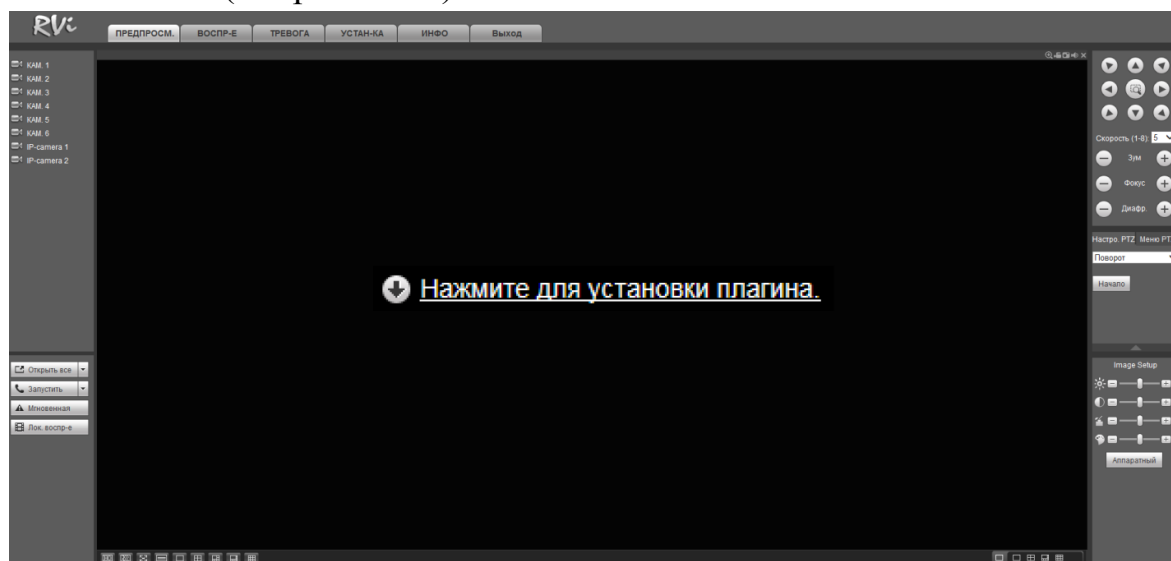 RVi
ПРЕДПРОСМ. ВОСПР-Е ТРЕВОГА УСТАН-КА ИНФО Выход
КАМ. 1
КАМ. 2
КАМ. 3
КАМ. 4
КАМ. 5
КАМ. 6
IP-camera 1
IP-camera 2
Нажмите для установки плагина.
Открыть все
Запустить
Мгновенная
Лок. воспр-е
Скорость (1-8) 5
Зум
Фокус
Диафр.
Настро. PTZ Меню PT
Поворот
Начало
Image Setup
Аппаратный